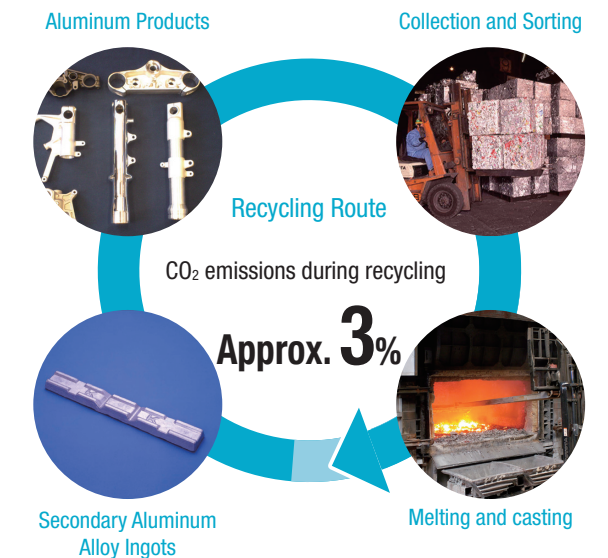 Aluminum Products
Collection and Sorting
Recycling Route
CO₂ emissions during recycling
Approx. 3%
Secondary Aluminum
Alloy Ingots
Melting and casting